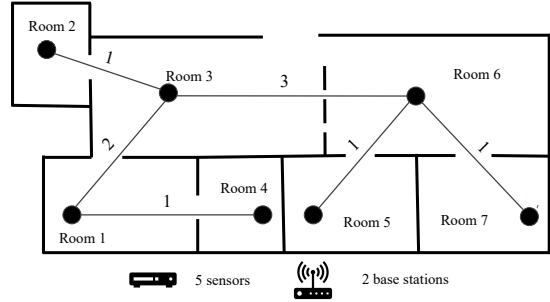 Room 2
1
Room 3
3
Room 6
2
1
1
1
Room 4
Room 1
Room 5
Room 7
5 sensors
2 base stations